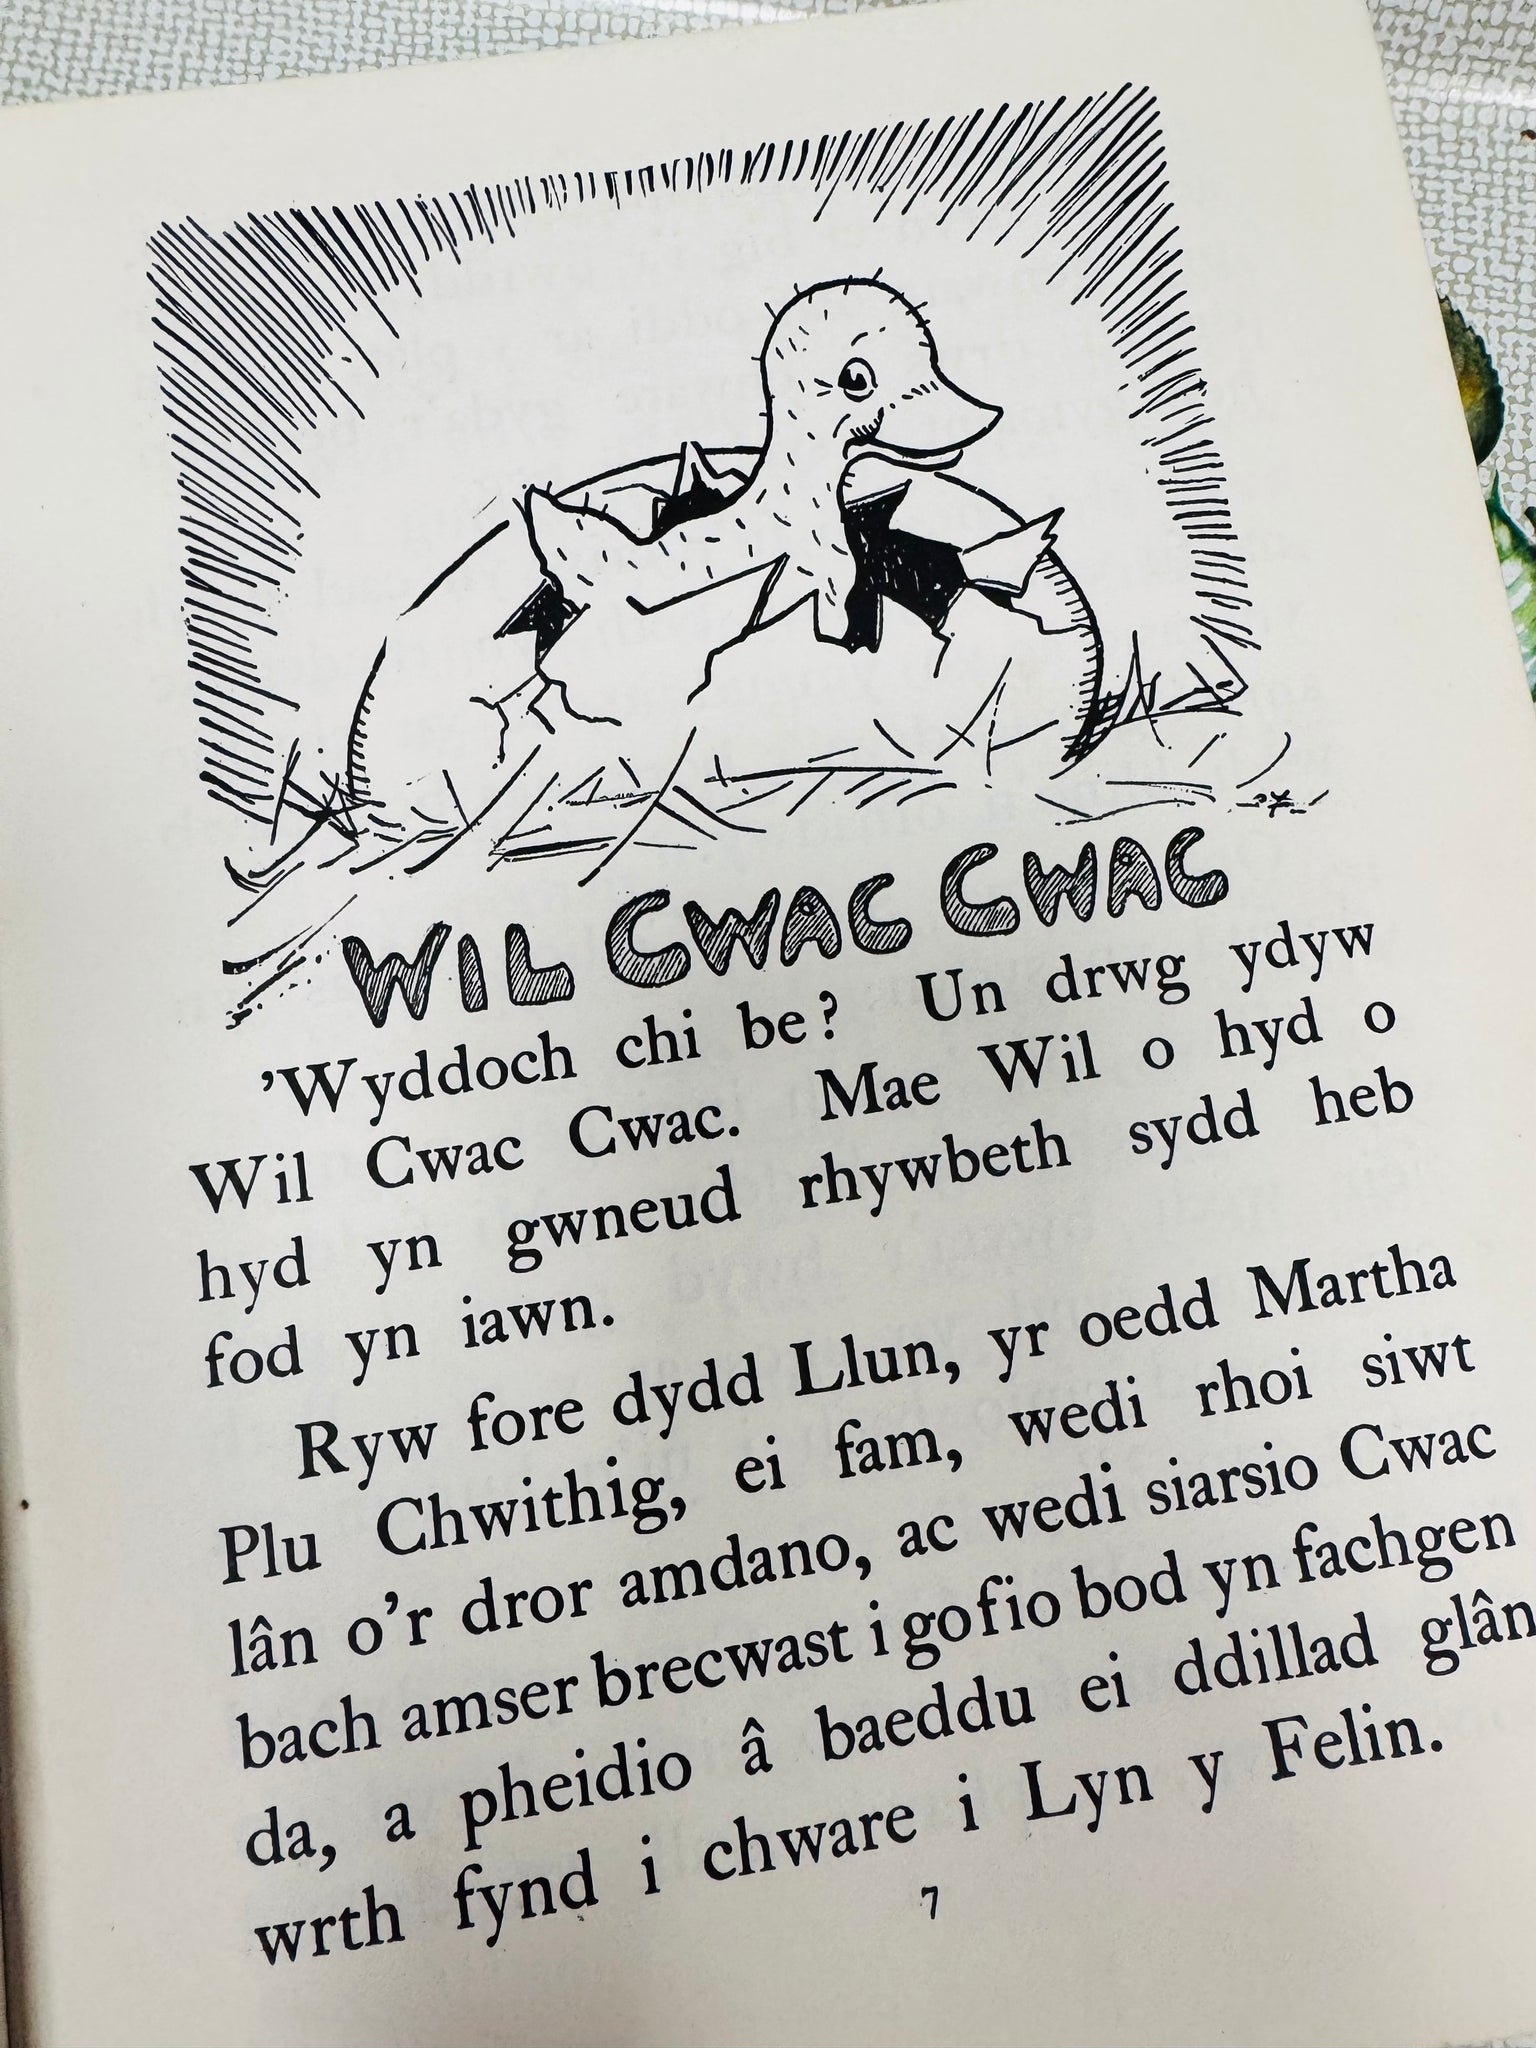 WIL CWAC CWAC
'Wyddoch chi be? Un drwg ydyw
Wil Cwac Cwac. Mae Wil o hyd o
hyd yn gwneud rhywbeth sydd heb
fod yn iawn.
Ryw fore dydd Llun, yr oedd Martha
Plu Chwithig, ei fam, wedi rhoi siwt
lân o'r dror amdano, ac wedi siarsio Cwac
bach amser brecwast i gofio bod yn fachgen
da, a pheidio â baeddu ei ddillad glân
wrth fynd i chware i Lyn y Felin.
7